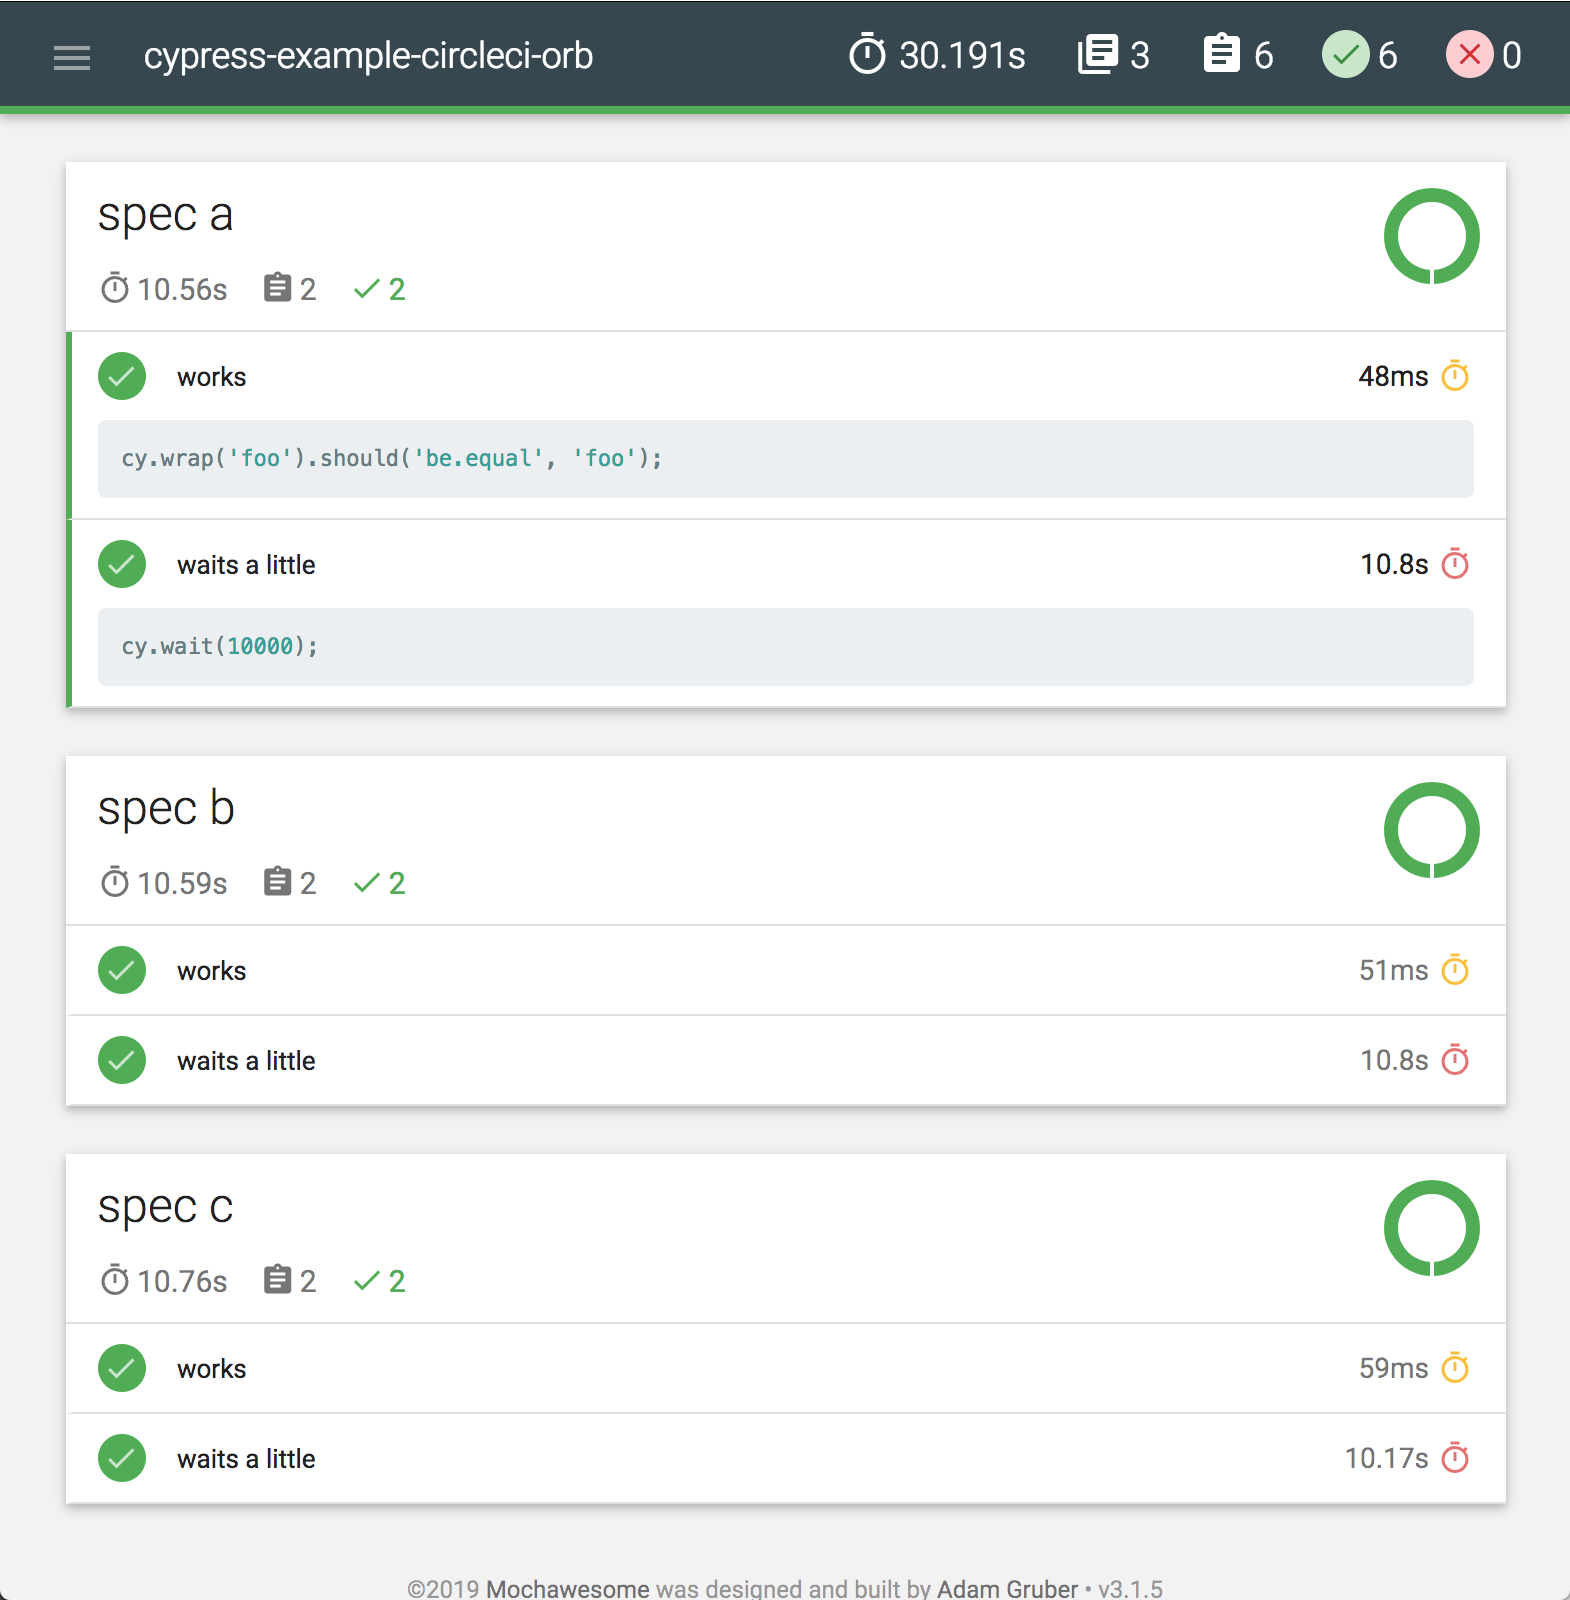 cypress-example-circleci-orb 30.191s 3 6 6 0
spec a
10.56s 2 2
works 48ms
cy.wrap('foo').should('be.equal', 'foo');
waits a little 10.8s
cy.wait(10000);
spec b
10.59s 2 2
works 51ms
waits a little 10.8s
spec c
10.76s 2 2
works 59ms
waits a little 10.17s
©2019 Mochawesome was designed and built by Adam Gruber • v3.1.5